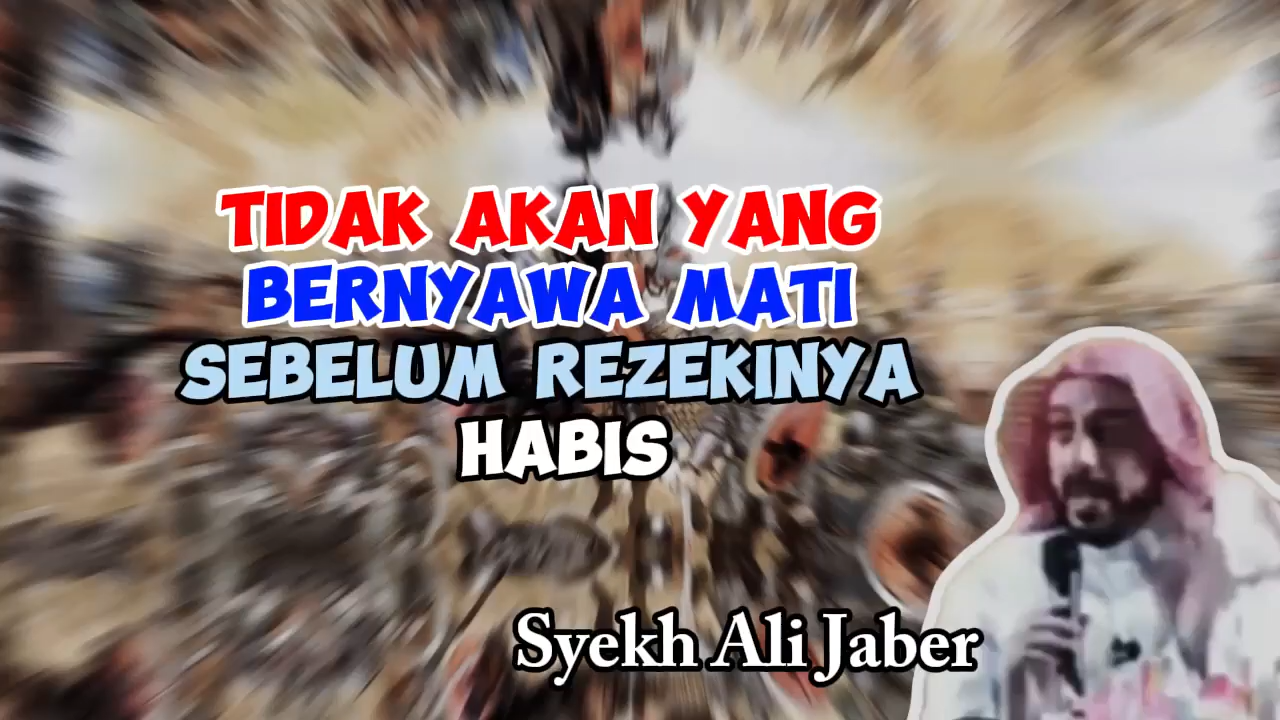 TIDAK AKAN YANG
BERNYAWA MATI
SEBELUM REZEKINYA
HABIS
Syekh Ali Jaber